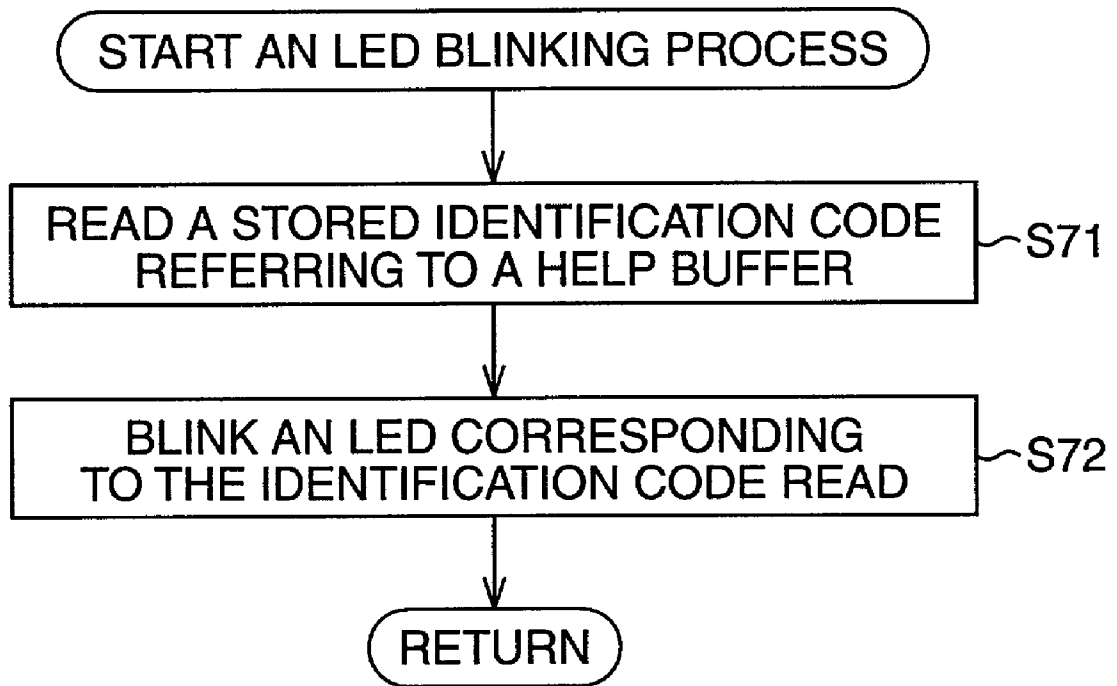 START AN LED BLINKING PROCESS
READ A STORED IDENTIFICATION CODE
REFERRING TO A HELP BUFFER
S71
BLINK AN LED CORRESPONDING
TO THE IDENTIFICATION CODE READ
S72
RETURN